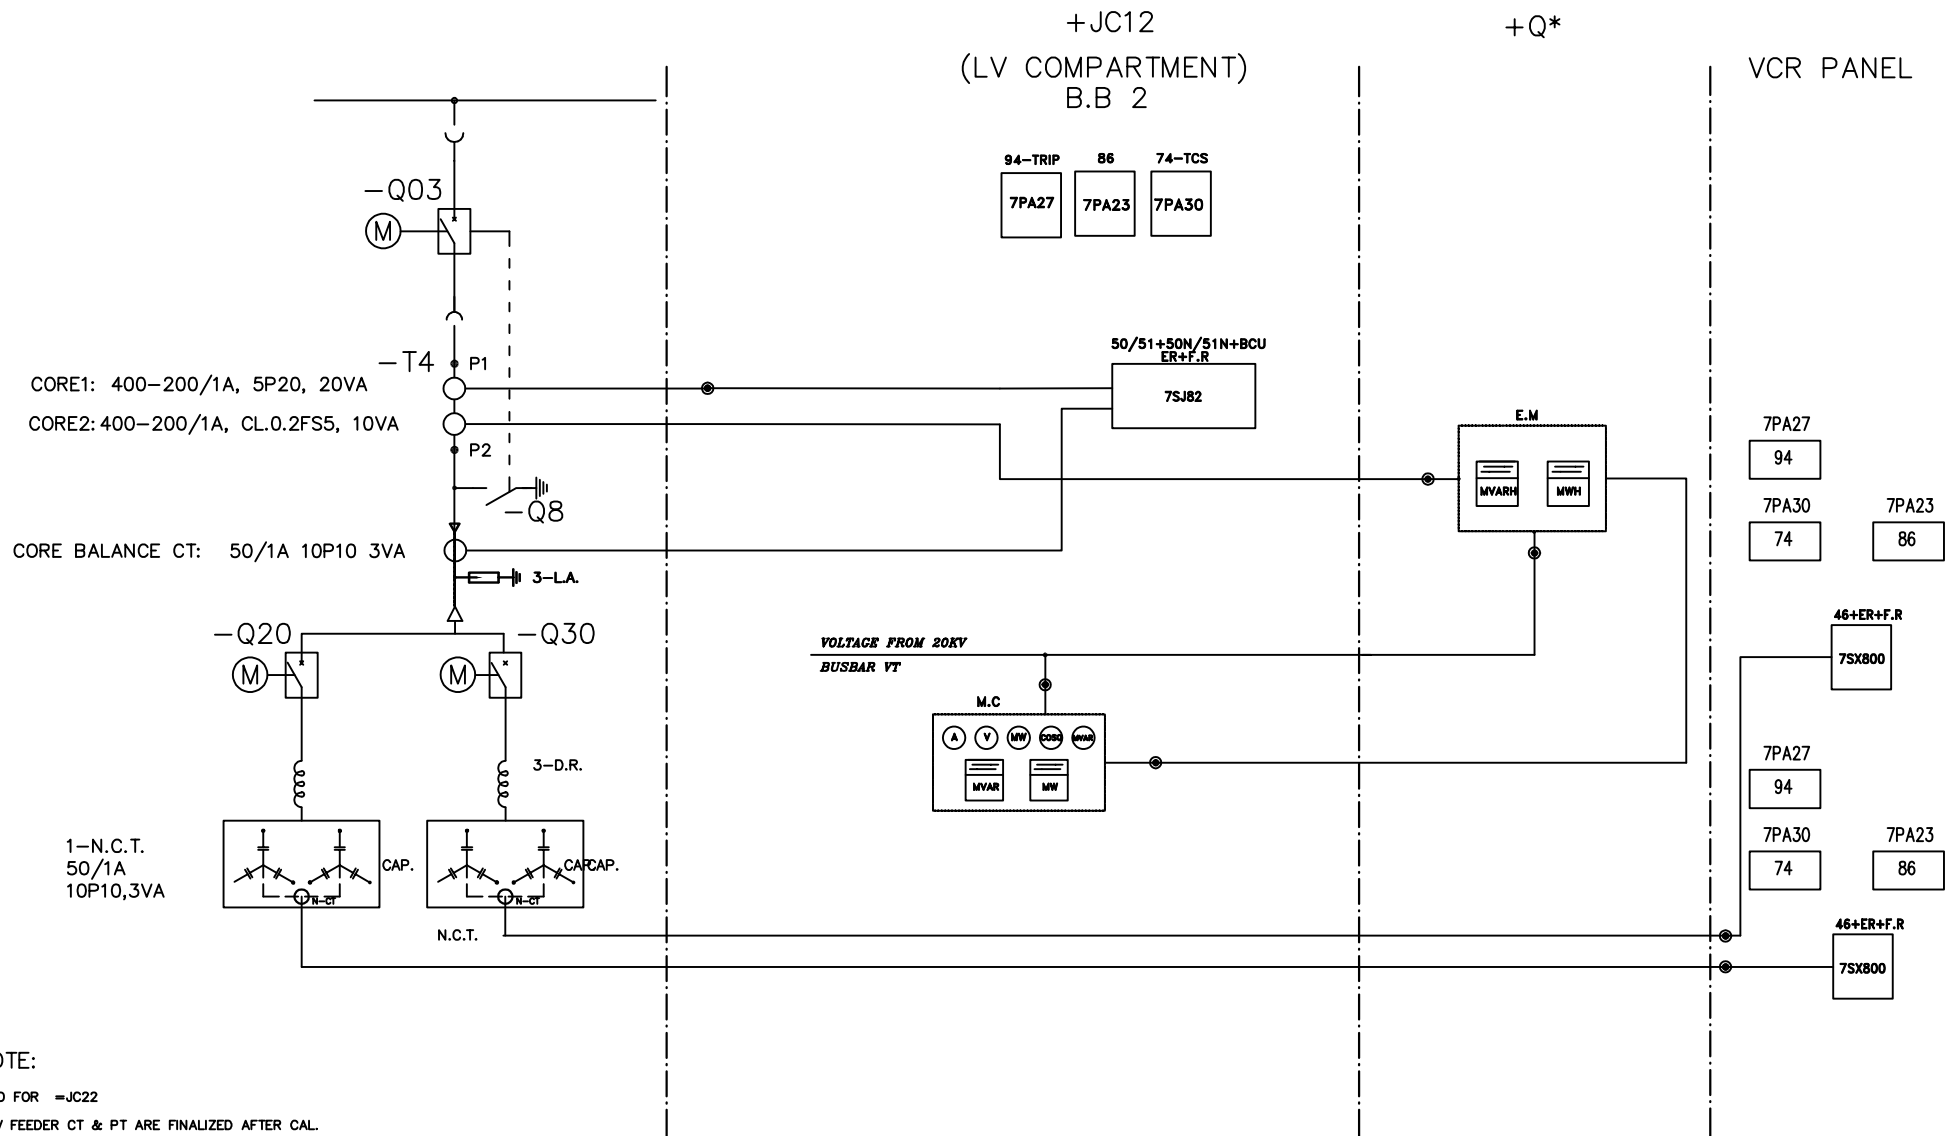 +JC12
(LV COMPARTMENT)
B.B 2
+Q*
VCR PANEL
94-TRIP
86
74-TCS
7PA27
7PA23
7PA30
-Q03
M
-T4
P1
CORE1: 400-200/1A, 5P20, 20VA
CORE2: 400-200/1A, CL.0.2FS5, 10VA
P2
-Q8
50/51+50N/51N+BCU
ER+F.R
7SJ82
E.M
MVARH
MWH
7PA27
94
7PA30
74
7PA23
86
CORE BALANCE CT: 50/1A 10P10 3VA
3-L.A.
-Q20
M
-Q30
M
VOLTAGE FROM 20KV
BUSBAR VT
M.C
A
V
MW
COSO
MVAR
MVAR
MW
46+ER+F.R
7SX800
3-D.R.
7PA27
94
7PA30
74
7PA23
86
1-N.C.T.
50/1A
10P10,3VA
CAP.
N-CT
CAP.
CAP.
N-CT
N.C.T.
46+ER+F.R
7SX800
OTE:
D FOR =JC22
V FEEDER CT & PT ARE FINALIZED AFTER CAL.